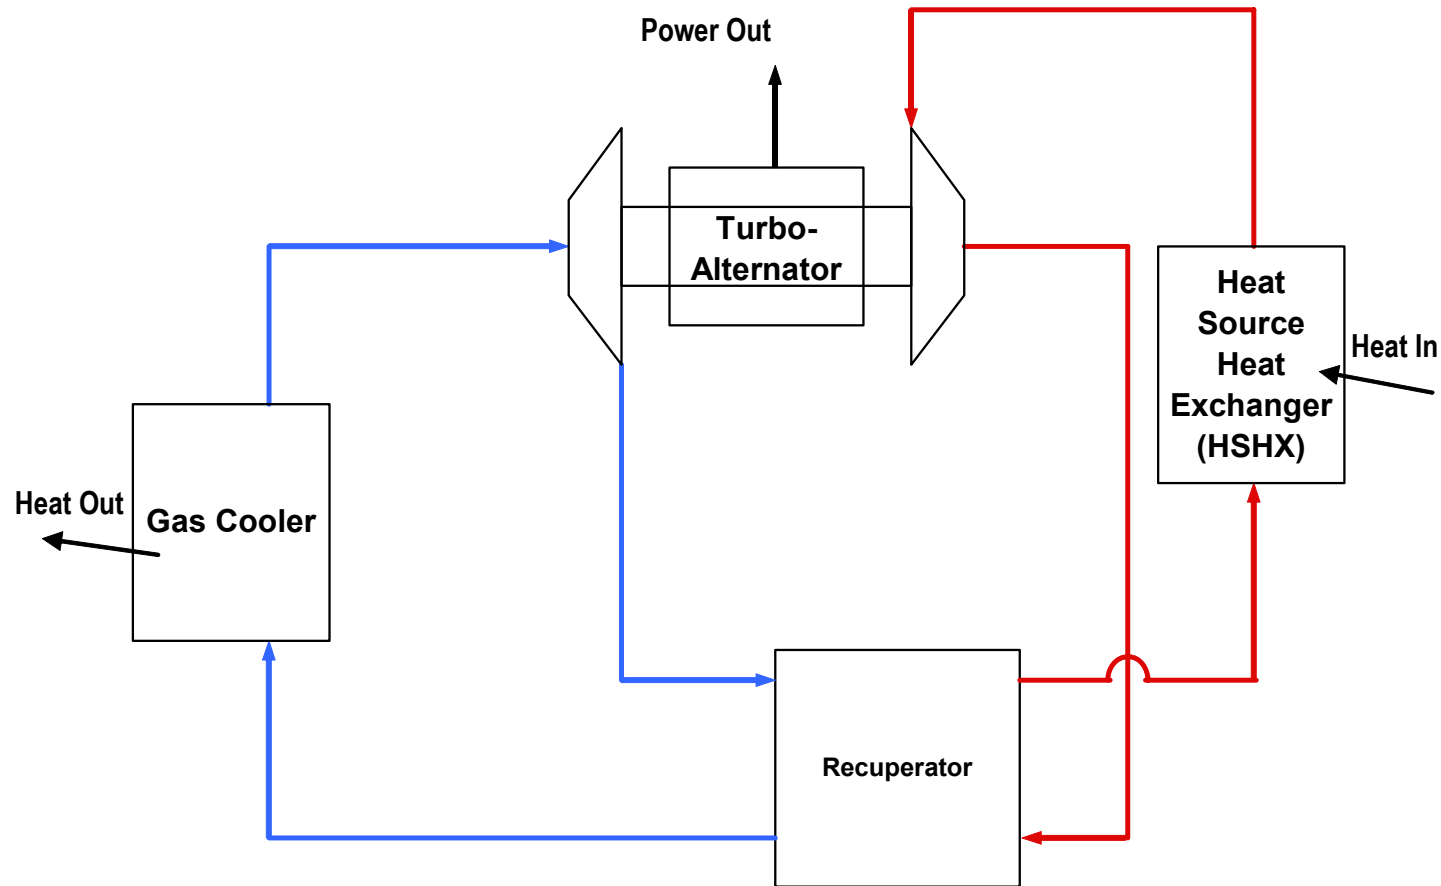 Power Out
Turbo-
Alternator
Heat
Source
Heat
Exchanger
(HSHX)
Heat In
Heat Out
Gas Cooler
Recuperator